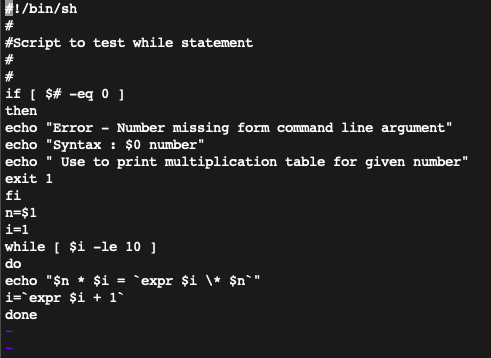 #!/bin/sh
#
#Script to test while statement
#
#
if [ $# -eq 0 ]
then
echo "Error - Number missing form command line argument"
echo "Syntax : $0 number"
echo " Use to print multiplication table for given number"
exit 1
fi
n=$1
i=1
while [ $i -le 10 ]
do
echo "$n * $i = `expr $i \* $n`"
i=`expr $i + 1`
done
~
~